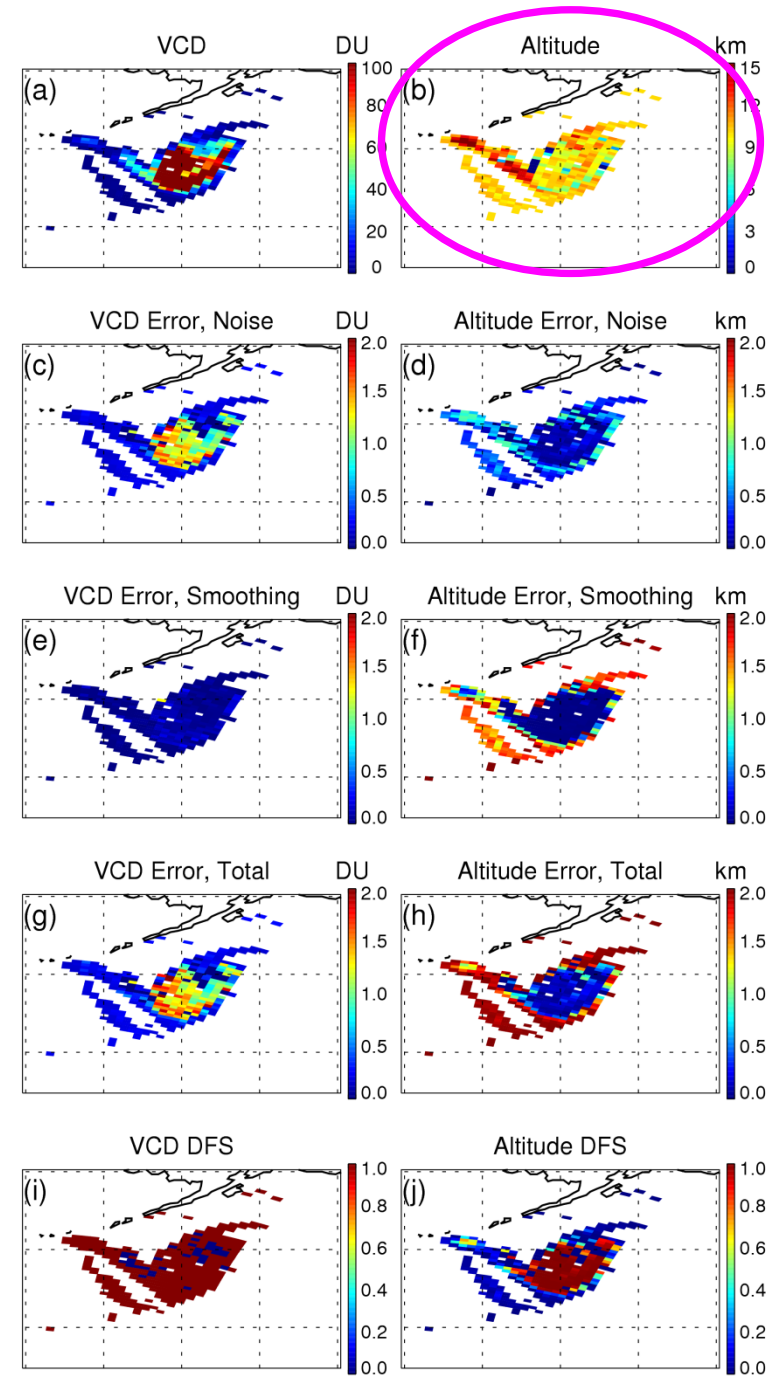 VCD DU Altitude km
(a) 100 (b) 15
80
9
40
20 3
0 0
VCD Error, Noise DU Altitude Error, Noise km
(c) 2.0 (d) 2.0
1.5 1.5
1.0 1.0
0.5 0.5
0.0 0.0
VCD Error, Smoothing DU Altitude Error, Smoothing km
(e) 2.0 (f) 2.0
1.5 1.5
1.0 1.0
0.5 0.5
0.0 0.0
VCD Error, Total DU Altitude Error, Total km
(g) 2.0 (h) 2.0
1.5 1.5
1.0 1.0
0.5 0.5
0.0 0.0
VCD DFS Altitude DFS
(i) 1.0 (j) 1.0
0.8 0.8
0.6 0.6
0.4 0.4
0.2 0.2
0.0 0.0